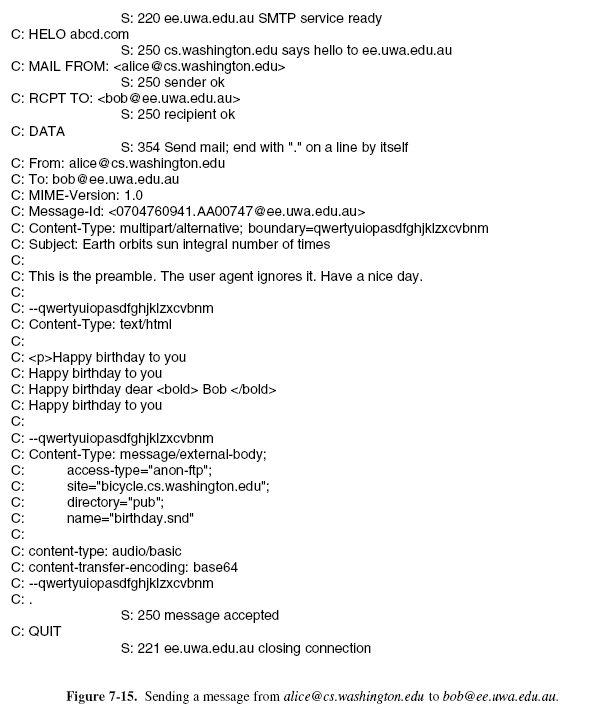 S: 220 ee.uwa.edu.au SMTP service ready
C: HELO abcd.com
S: 250 cs.washington.edu says hello to ee.uwa.edu.au
C: MAIL FROM: <alice@cs.washington.edu>
S: 250 sender ok
C: RCPT TO: <bob@ee.uwa.edu.au>
S: 250 recipient ok
C: DATA
S: 354 Send mail; end with "." on a line by itself
C: From: alice@cs.washington.edu
C: To: bob@ee.uwa.edu.au
C: MIME-Version: 1.0
C: Message-Id: <0704760941.AA00747@ee.uwa.edu.au>
C: Content-Type: multipart/alternative; boundary=qwertyuiopasdfghjklzxcvbnm
C: Subject: Earth orbits sun integral number of times
C:
C: This is the preamble. The user agent ignores it. Have a nice day.
C:
C: --qwertyuiopasdfghjklzxcvbnm
C: Content-Type: text/html
C:
C: <p>Happy birthday to you
C: Happy birthday to you
C: Happy birthday dear <bold> Bob </bold>
C: Happy birthday to you
C:
C: --qwertyuiopasdfghjklzxcvbnm
C: Content-Type: message/external-body;
C: access-type="anon-ftp";
C: site="bicycle.cs.washington.edu";
C: directory="pub";
C: name="birthday.snd"
C:
C: content-type: audio/basic
C: content-transfer-encoding: base64
C: --qwertyuiopasdfghjklzxcvbnm
C: .
S: 250 message accepted
C: QUIT
S: 221 ee.uwa.edu.au closing connection
Figure 7-15. Sending a message from alice@cs.washington.edu to bob@ee.uwa.edu.au.